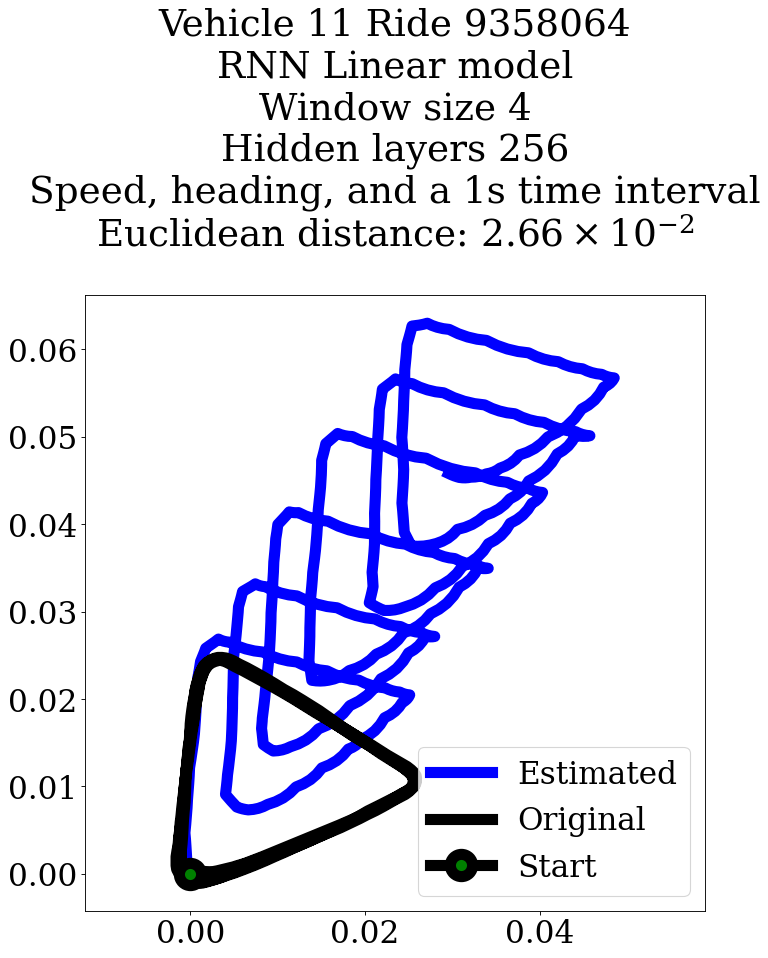 Vehicle 11 Ride 9358064
RNN Linear model
Window size 4
Hidden layers 256
Speed, heading, and a 1s time interval
Euclidean distance: 2.66 × 10⁻²
0.06
0.05
0.04
0.03
0.02
0.01
0.00
Estimated
Original
Start
0.00 0.02 0.04